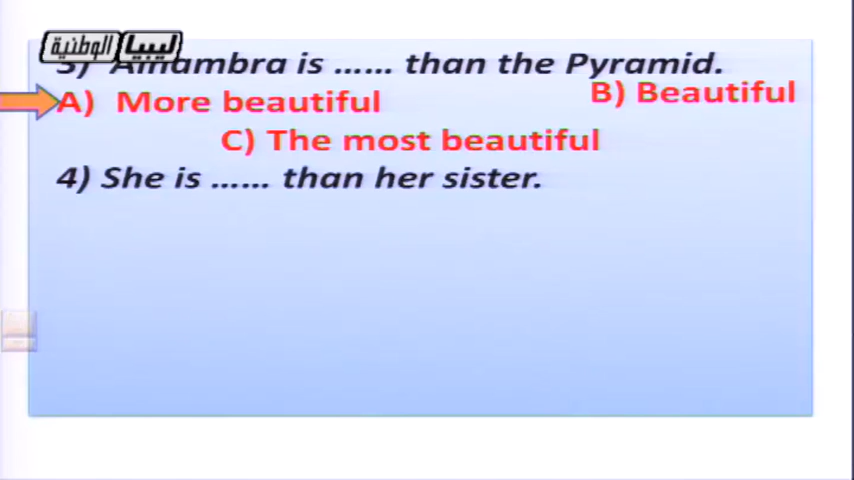 ليبيا الوطنية
3) Alhambra is ...... than the Pyramid.
A) More beautiful
B) Beautiful
C) The most beautiful
4) She is ...... than her sister.